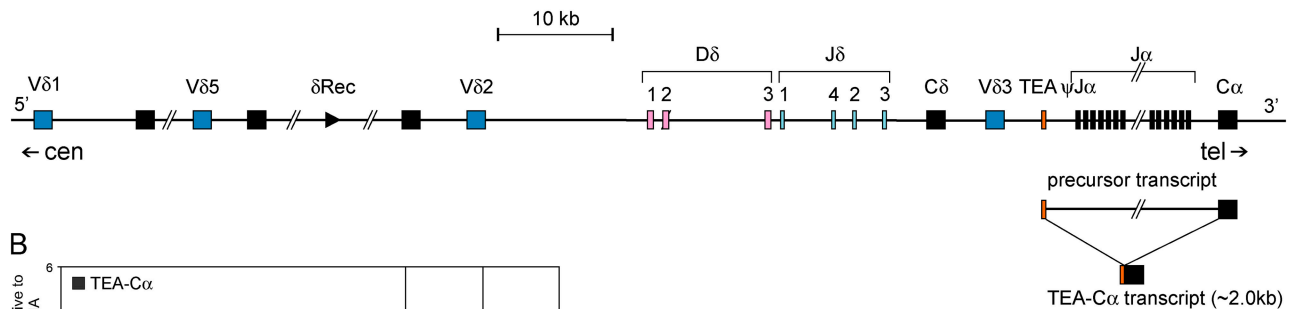 10 kb
Dδ Jδ Jα
Vδ1 Vδ5 δRec Vδ2 1 2 3 1 4 2 3 Cδ Vδ3 TEA ψJα Cα
5' 3'
← cen tel →
precursor transcript
B
6
TEA-Cα
TEA-Cα transcript (~2.0kb)